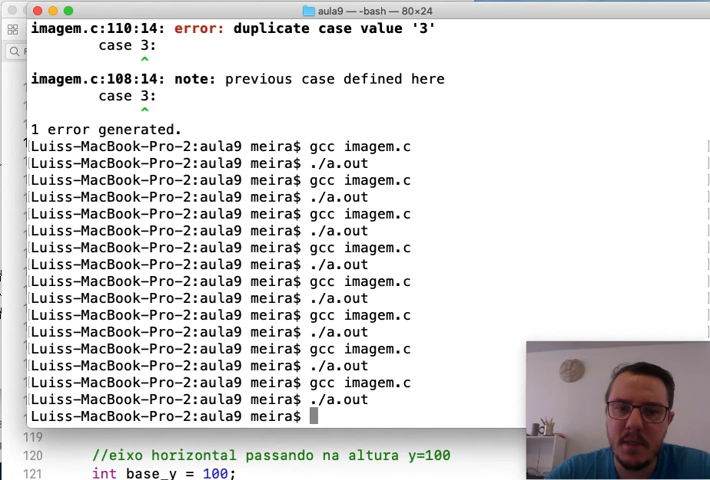 aula9 — -bash — 80×24
imagem.c:110:14: error: duplicate case value '3'
case 3:
^
imagem.c:108:14: note: previous case defined here
case 3:
^
1 error generated.
Luiss-MacBook-Pro-2:aula9 meira$ gcc imagem.c
Luiss-MacBook-Pro-2:aula9 meira$ ./a.out
Luiss-MacBook-Pro-2:aula9 meira$ gcc imagem.c
Luiss-MacBook-Pro-2:aula9 meira$ ./a.out
Luiss-MacBook-Pro-2:aula9 meira$ gcc imagem.c
Luiss-MacBook-Pro-2:aula9 meira$ ./a.out
Luiss-MacBook-Pro-2:aula9 meira$ gcc imagem.c
Luiss-MacBook-Pro-2:aula9 meira$ ./a.out
Luiss-MacBook-Pro-2:aula9 meira$ gcc imagem.c
Luiss-MacBook-Pro-2:aula9 meira$ ./a.out
Luiss-MacBook-Pro-2:aula9 meira$ gcc imagem.c
Luiss-MacBook-Pro-2:aula9 meira$ ./a.out
Luiss-MacBook-Pro-2:aula9 meira$ gcc imagem.c
Luiss-MacBook-Pro-2:aula9 meira$ ./a.out
Luiss-MacBook-Pro-2:aula9 meira$ gcc imagem.c
Luiss-MacBook-Pro-2:aula9 meira$ ./a.out
Luiss-MacBook-Pro-2:aula9 meira$
119
120 //eixo horizontal passando na altura y=100
121 int base_y = 100;